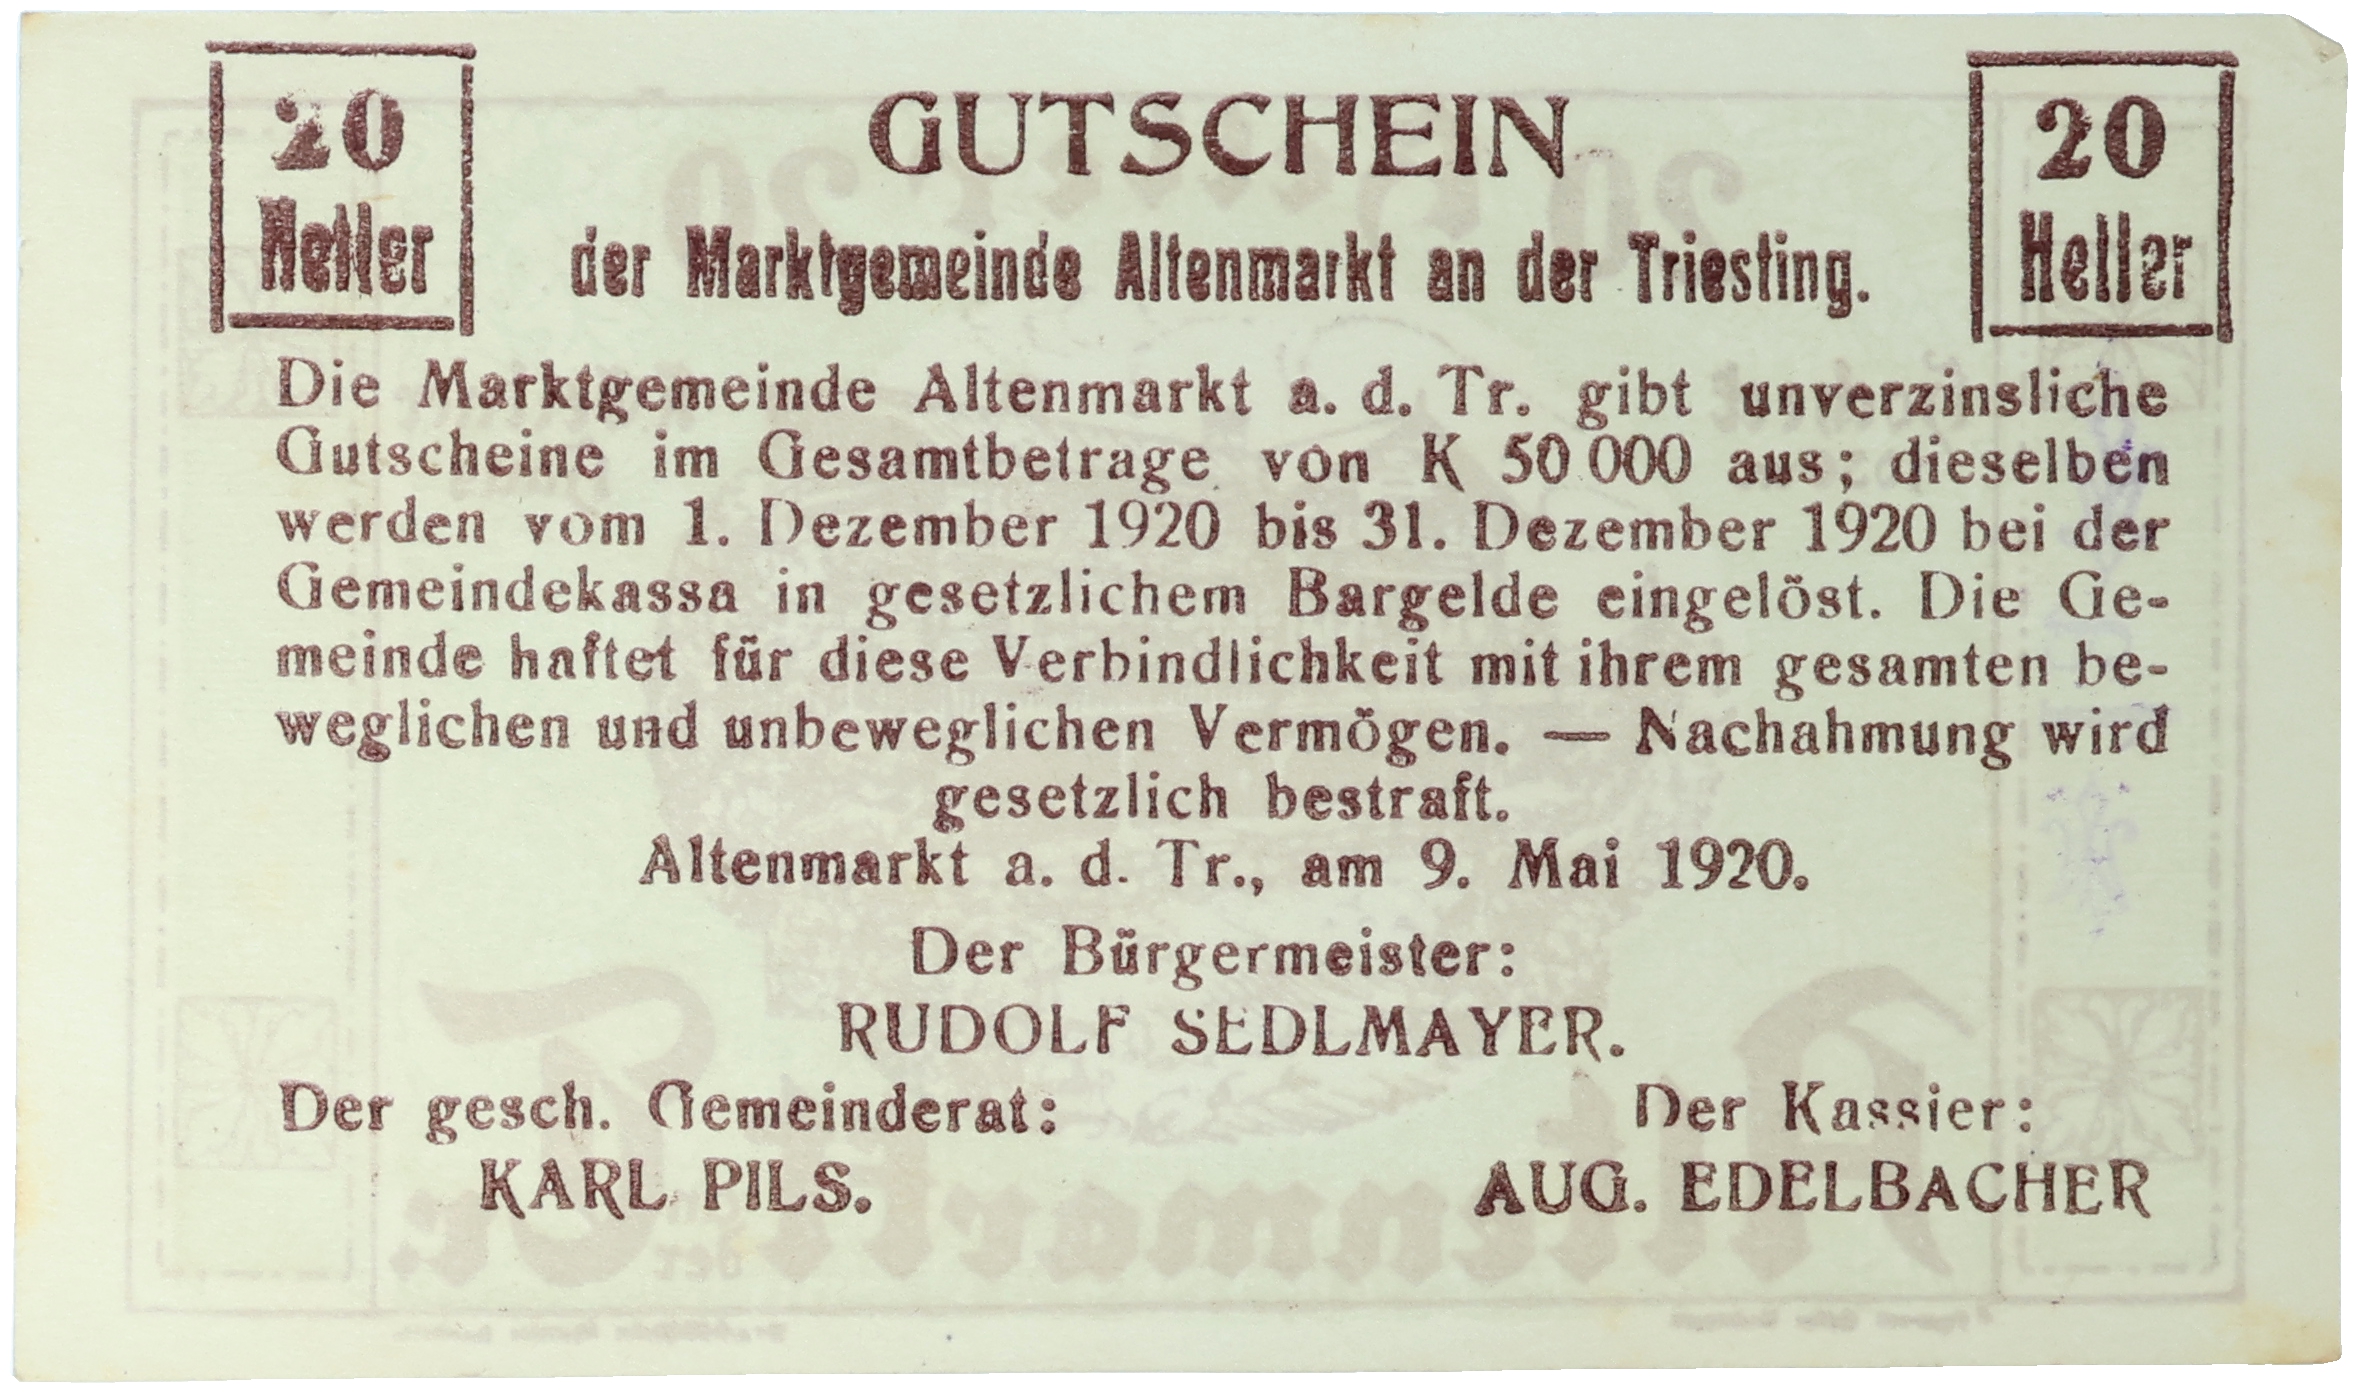 20
Heller
GUTSCHEIN
20
Heller
der Marktgemeinde Altenmarkt an der Triesting.
Die Marktgemeinde Altenmarkt a. d. Tr. gibt unverzinsliche
Gutscheine im Gesamtbetrage von K 50 000 aus; dieselben
werden vom 1. Dezember 1920 bis 31. Dezember 1920 bei der
Gemeindekassa in gesetzlichem Bargelde eingelöst. Die Ge-
meinde haftet für diese Verbindlichkeit mit ihrem gesamten be-
weglichen und unbeweglichen Vermögen. — Nachahmung wird
gesetzlich bestraft.
Altenmarkt a. d. Tr., am 9. Mai 1920.
Der Bürgermeister:
RUDOLF SEDLMAYER.
Der gesch. Gemeinderat:
KARL PILS.
Der Kassier:
AUG. EDELBACHER